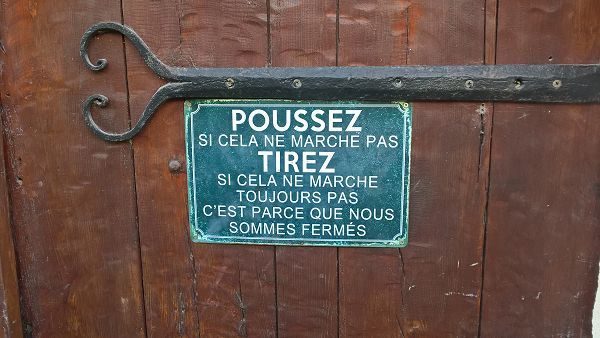 POUSSEZ
SI CELA NE MARCHE PAS
TIREZ
SI CELA NE MARCHE
TOUJOURS PAS
C'EST PARCE QUE NOUS
SOMMES FERMÉS